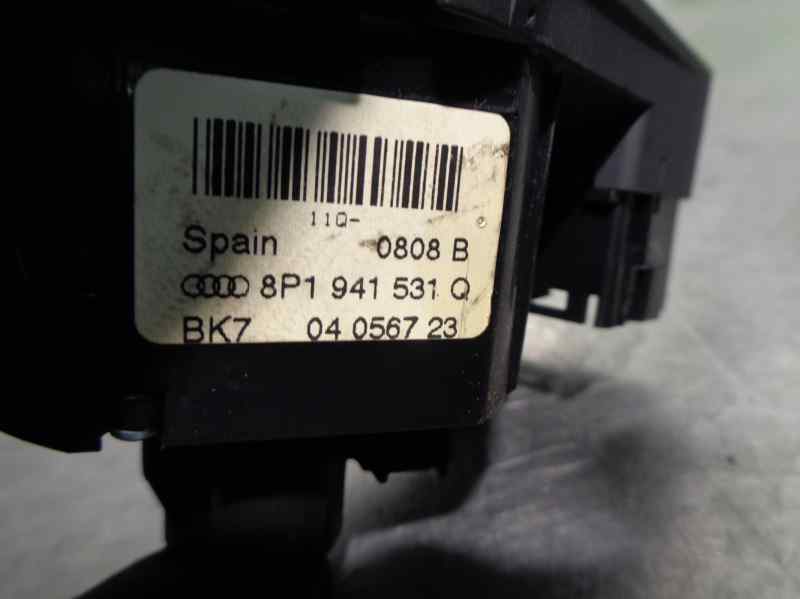 11Q-
Spain 0808 B
8P1 941 531 Q
BK7 04 0567 23